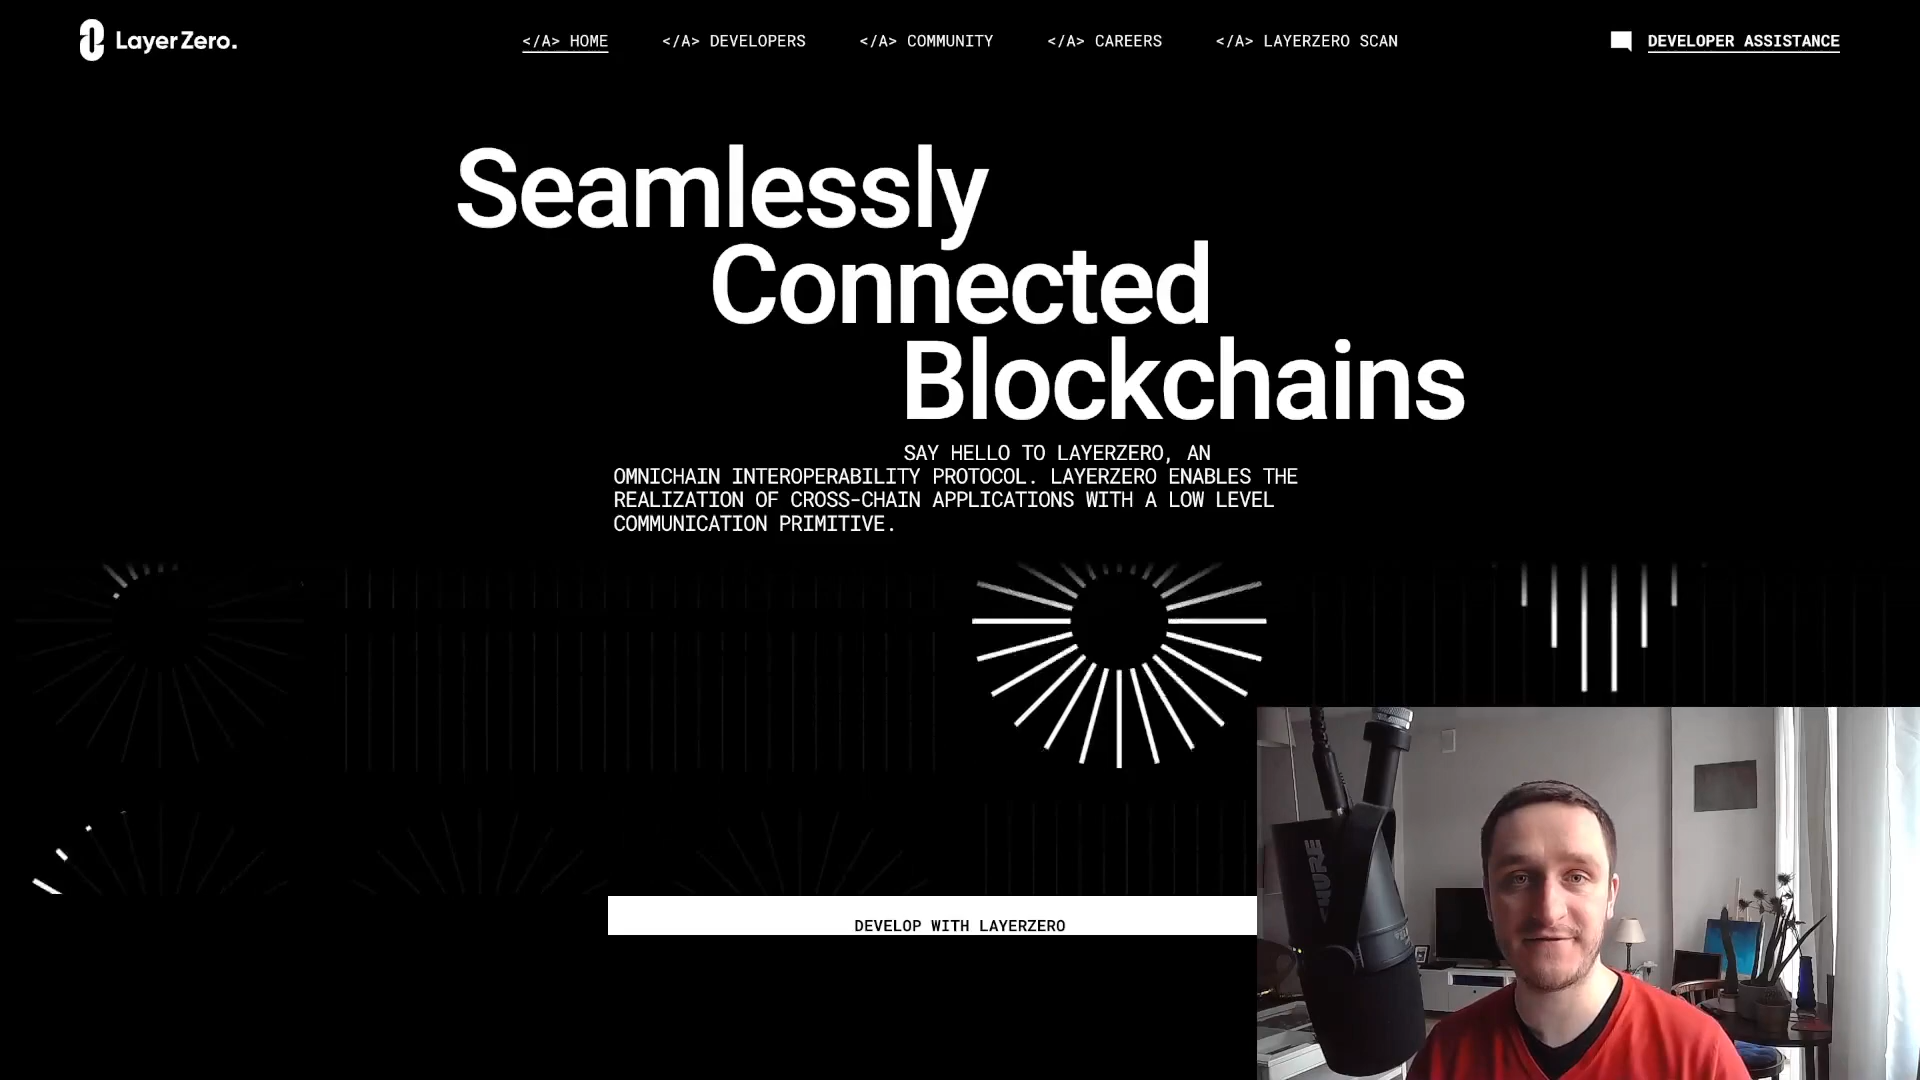 LayerZero.
</A> HOME
</A> DEVELOPERS
</A> COMMUNITY
</A> CAREERS
</A> LAYERZERO SCAN
DEVELOPER ASSISTANCE
Seamlessly
Connected
Blockchains
SAY HELLO TO LAYERZERO, AN
OMNICHAIN INTEROPERABILITY PROTOCOL. LAYERZERO ENABLES THE
REALIZATION OF CROSS-CHAIN APPLICATIONS WITH A LOW LEVEL
COMMUNICATION PRIMITIVE.
DEVELOP WITH LAYERZERO
SHURE